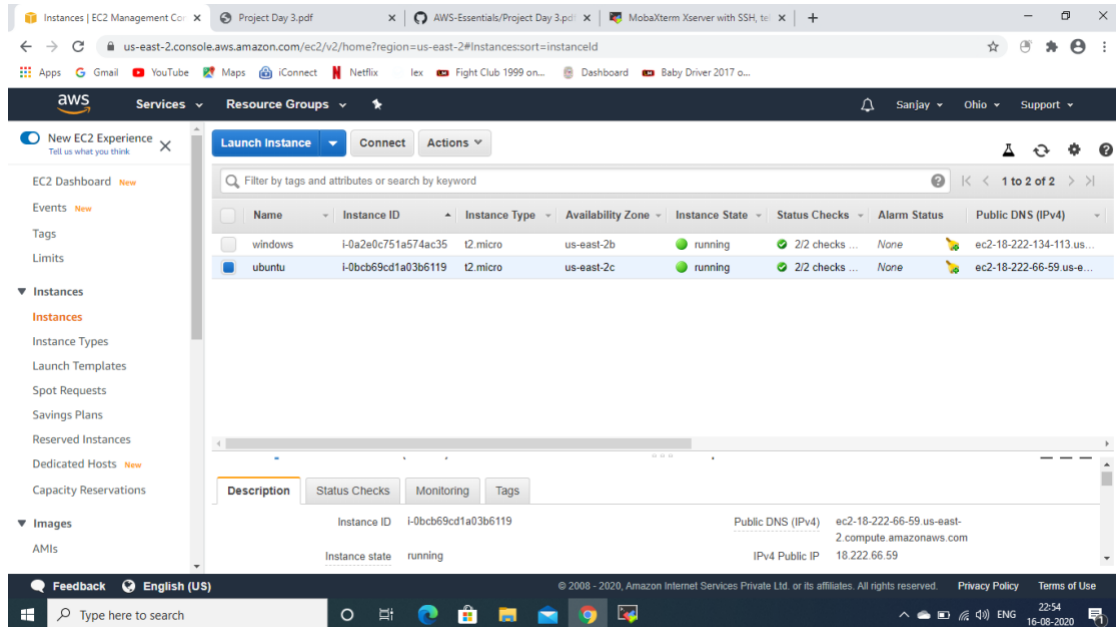 Instances | EC2 Management Con
Project Day 3.pdf
AWS-Essentials/Project Day 3.pdf
MobaXterm Xserver with SSH, tel
us-east-2.console.aws.amazon.com/ec2/v2/home?region=us-east-2#Instances:sort=instanceId
Apps Gmail YouTube Maps iConnect Netflix lex Fight Club 1999 on... Dashboard Baby Driver 2017 o...
aws Services Resource Groups Sanjay Ohio Support
New EC2 Experience
Tell us what you think
EC2 Dashboard New
Events New
Tags
Limits
Instances
Instances
Instance Types
Launch Templates
Spot Requests
Savings Plans
Reserved Instances
Dedicated Hosts New
Capacity Reservations
Images
AMIs
Launch Instance Connect Actions
Filter by tags and attributes or search by keyword
1 to 2 of 2
Name Instance ID Instance Type Availability Zone Instance State Status Checks Alarm Status Public DNS (IPv4)
windows i-0a2e0c751a574ac35 t2.micro us-east-2b running 2/2 checks ... None ec2-18-222-134-113.us...
ubuntu i-0bcb69cd1a03b6119 t2.micro us-east-2c running 2/2 checks ... None ec2-18-222-66-59.us-e...
Description Status Checks Monitoring Tags
Instance ID i-0bcb69cd1a03b6119
Public DNS (IPv4) ec2-18-222-66-59.us-east-
2.compute.amazonaws.com
Instance state running
IPv4 Public IP 18.222.66.59
Feedback English (US) © 2008 - 2020, Amazon Internet Services Private Ltd. or its affiliates. All rights reserved. Privacy Policy Terms of Use
Type here to search
ENG
22:54
16-08-2020
1